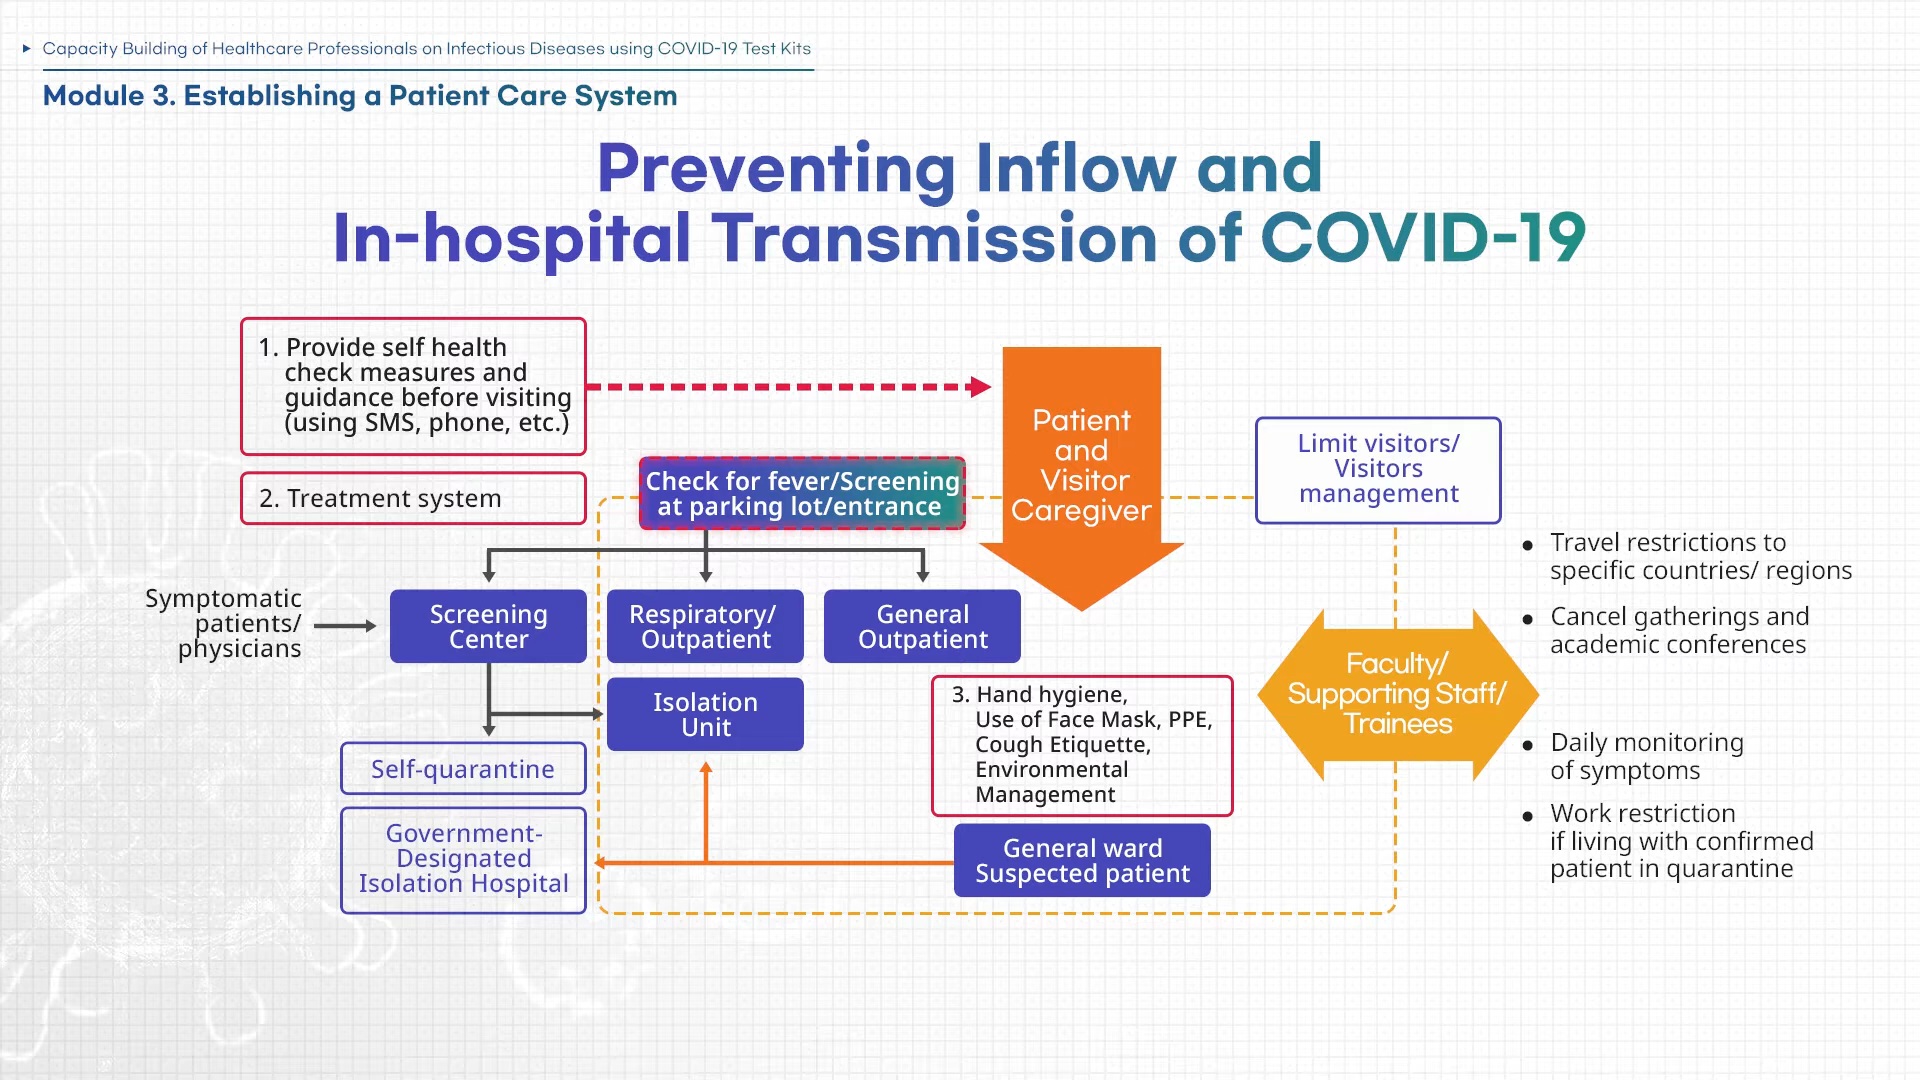 Capacity Building of Healthcare Professionals on Infectious Diseases using COVID-19 Test Kits
Module 3. Establishing a Patient Care System
Preventing Inflow and
In-hospital Transmission of COVID-19
1. Provide self health
check measures and
guidance before visiting
(using SMS, phone, etc.)
2. Treatment system
Check for fever/Screening
at parking lot/entrance
Patient
and
Visitor
Caregiver
Limit visitors/
Visitors
management
Symptomatic
patients/
physicians
Screening
Center
Respiratory/
Outpatient
General
Outpatient
Isolation
Unit
Self-quarantine
Government-
Designated
Isolation Hospital
3. Hand hygiene,
Use of Face Mask, PPE,
Cough Etiquette,
Environmental
Management
General ward
Suspected patient
Faculty/
Supporting Staff/
Trainees
● Travel restrictions to
specific countries/ regions
● Cancel gatherings and
academic conferences
● Daily monitoring
of symptoms
● Work restriction
if living with confirmed
patient in quarantine